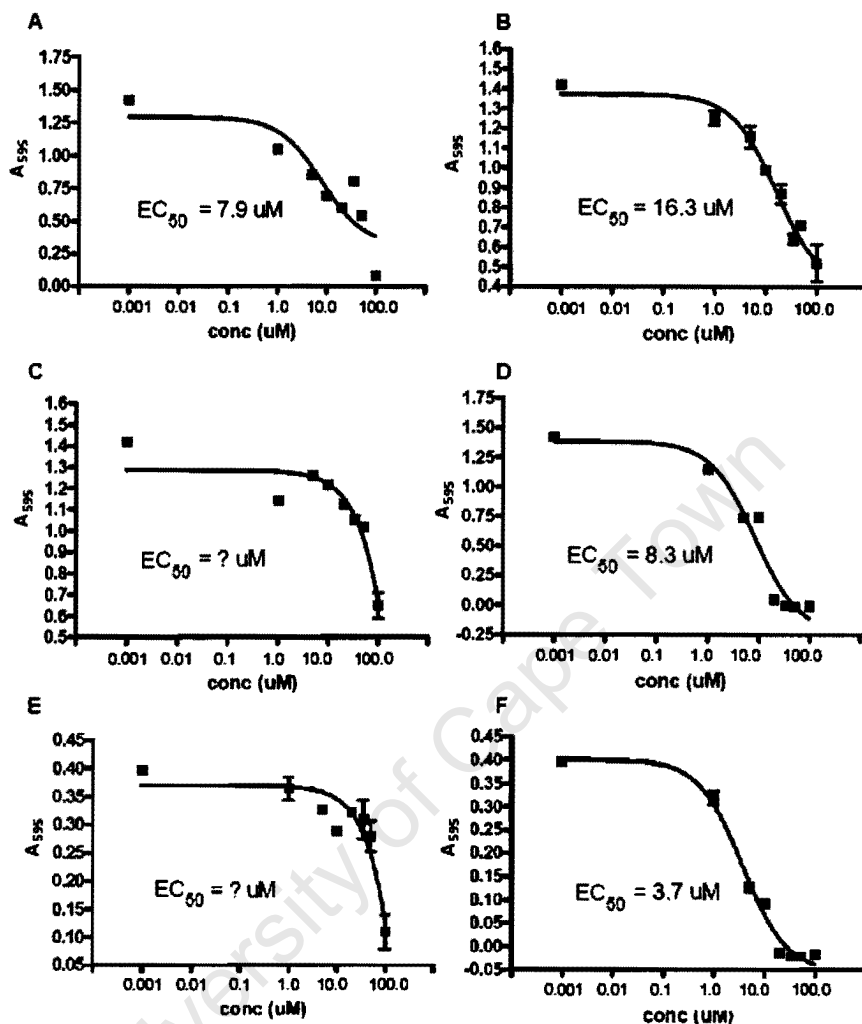 A
1.75
1.50
1.25
1.00
0.75
0.50
0.25
0.00
A595
EC50 = 7.9 uM
0.001 0.01 0.1 1.0 10.0 100.0
conc (uM)
B
1.6
1.5
1.4
1.3
1.2
1.1
1.0
0.9
0.8
0.7
0.6
0.5
0.4
A595
EC50 = 16.3 uM
0.001 0.01 0.1 1.0 10.0 100.0
conc (uM)
C
1.6
1.5
1.4
1.3
1.2
1.1
1.0
0.9
0.8
0.7
0.6
0.5
A595
EC50 = ? uM
0.001 0.01 0.1 1.0 10.0 100.0
conc (uM)
D
1.75
1.50
1.25
1.00
0.75
0.50
0.25
0.00
-0.25
A595
EC50 = 8.3 uM
0.001 0.01 0.1 1.0 10.0 100.0
conc (uM)
E
0.45
0.40
0.35
0.30
0.25
0.20
0.15
0.10
0.05
A595
EC50 = ? uM
0.001 0.01 0.1 1.0 10.0 100.0
conc (uM)
F
0.45
0.40
0.35
0.30
0.25
0.20
0.15
0.10
0.05
-0.00
-0.05
A595
EC50 = 3.7 uM
0.001 0.01 0.1 1.0 10.0 100.0
conc (uM)
versity of Cape Town